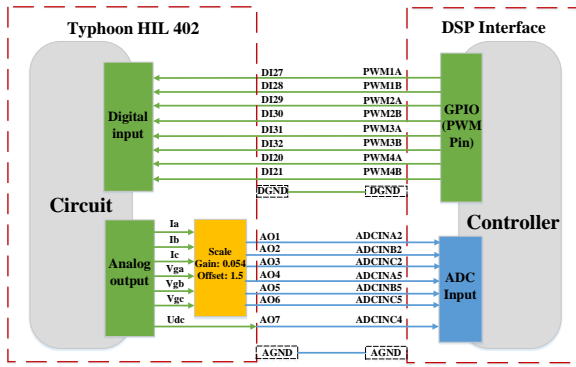 Typhoon HIL 402
DSP Interface
Circuit
Digital
input
DI27
DI28
DI29
DI30
DI31
DI32
DI20
DI21
DGND
PWM1A
PWM1B
PWM2A
PWM2B
PWM3A
PWM3B
PWM4A
PWM4B
DGND
GPIO
(PWM
Pin)
Controller
Analog
output
Ia
Ib
Ic
Vga
Vgb
Vgc
Udc
Scale
Gain: 0.054
Offset: 1.5
AO1
AO2
AO3
AO4
AO5
AO6
AO7
AGND
ADCINA2
ADCINB2
ADCINC2
ADCINA5
ADCINB5
ADCINC5
ADCINC4
AGND
ADC
Input